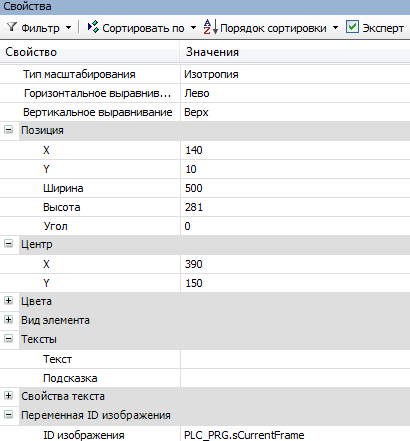 Свойства
Фильтр Сортировать по Порядок сортировки Эксперт
Свойство Значения
Тип масштабирования Изотропия
Горизонтальное выравнив... Лево
Вертикальное выравнивание Верх
Позиция
X 140
Y 10
Ширина 500
Высота 281
Угол 0
Центр
X 390
Y 150
Цвета
Вид элемента
Тексты
Текст
Подсказка
Свойства текста
Переменная ID изображения
ID изображения PLC_PRG.sCurrentFrame